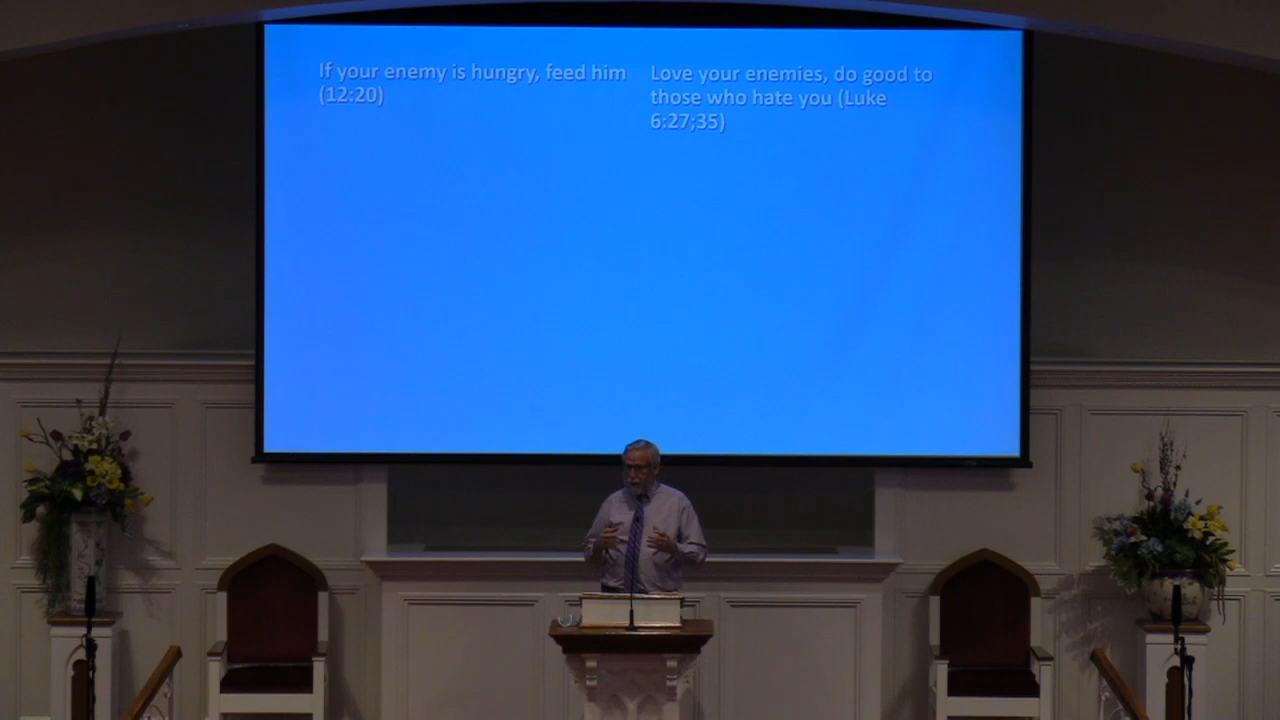 If your enemy is hungry, feed him
(12:20)
Love your enemies, do good to
those who hate you (Luke
6:27;35)